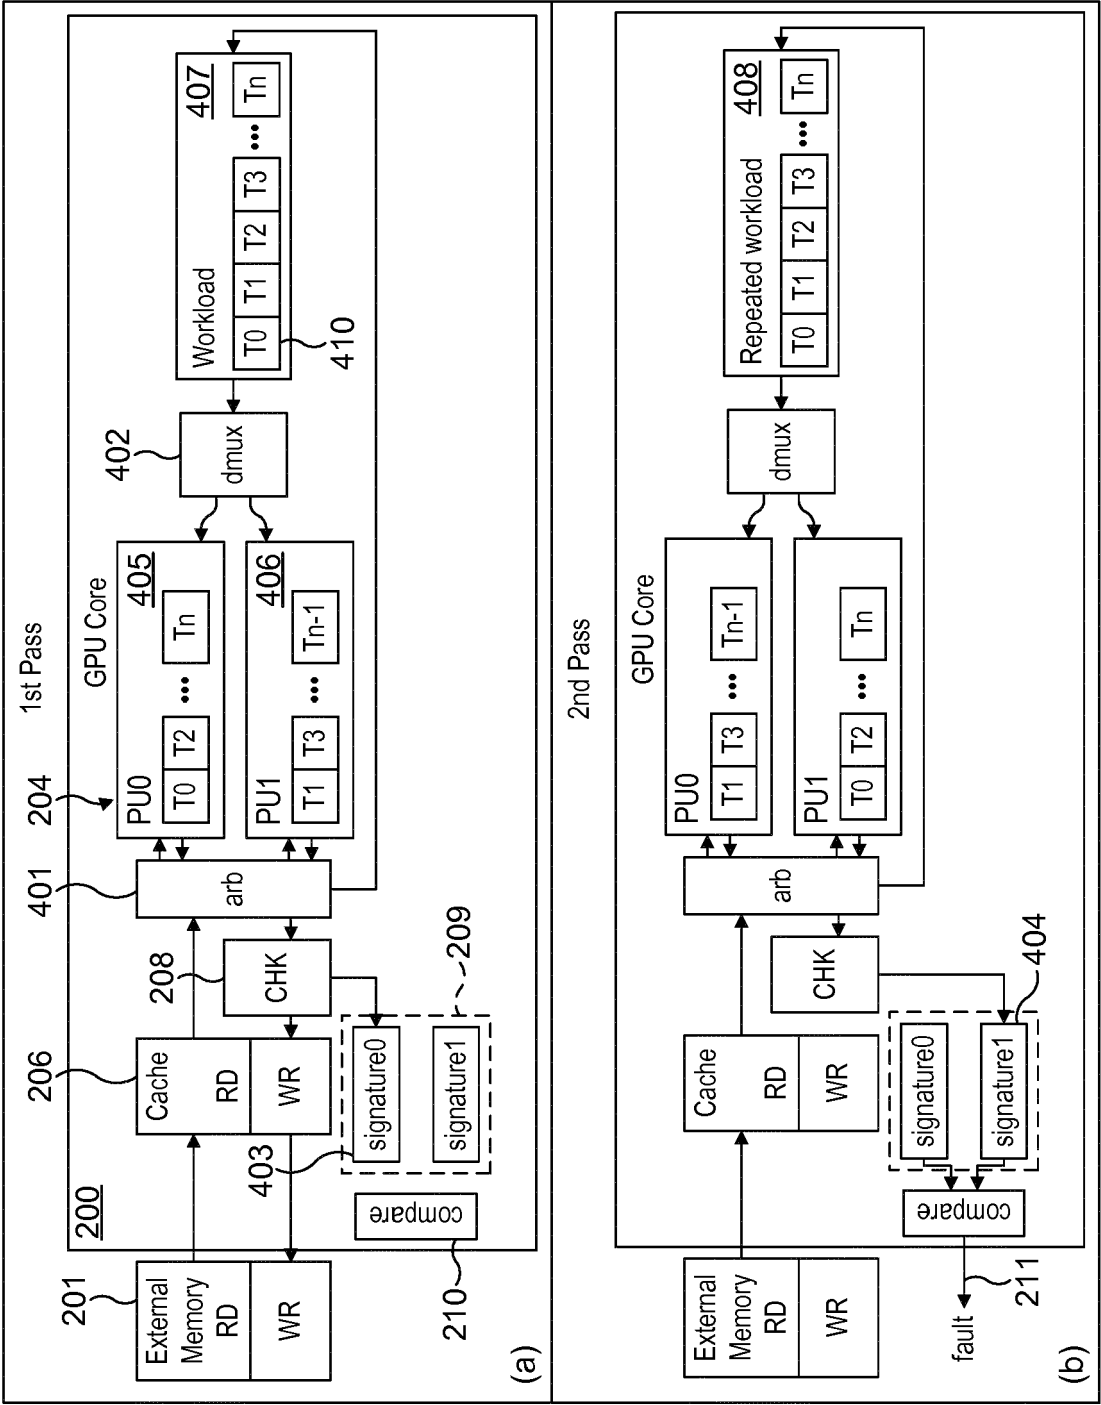 1st Pass
200
GPU Core
201
External
Memory
RD
WR
206
Cache
RD
WR
208
CHK
401
arb
204
PU0
405
T0 T2 ••• Tn
PU1
406
T1 T3 ••• Tn-1
402
dmux
Workload
407
T0 T1 T2 T3 ••• Tn
410
403
signature0
signature1
209
compare
210
(a)
2nd Pass
GPU Core
External
Memory
RD
WR
Cache
RD
WR
CHK
arb
PU0
T1 T3 ••• Tn-1
PU1
T0 T2 ••• Tn
dmux
Repeated workload
408
T0 T1 T2 T3 ••• Tn
signature0
signature1
404
compare
fault
211
(b)